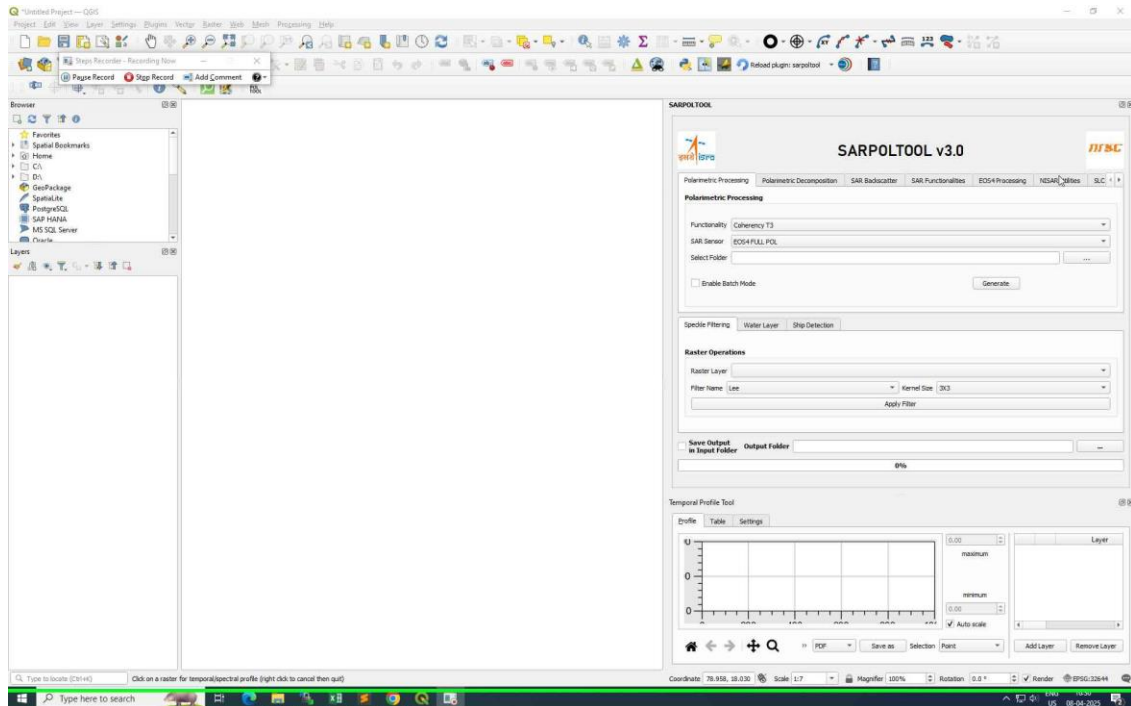 *Untitled Project — QGIS
Project Edit View Layer Settings Plugins Vector Raster Web Mesh Processing Help
Steps Recorder - Recording Now
Pause Record Stop Record Add Comment
Reload plugin: sarpoltool
Browser
Favorites
Spatial Bookmarks
Home
C:\
D:\
GeoPackage
SpatiaLite
PostgreSQL
SAP HANA
MS SQL Server
Oracle
Layers
SARPOLTOOL
इसरो isro
SARPOLTOOL v3.0
nrsc
Polarimetric Processing Polarimetric Decomposition SAR Backscatter SAR Functionalities EOS4 Processing NISAR Utilities SLC
Polarimetric Processing
Functionality Coherency T3
SAR Sensor EOS4 FULL POL
Select Folder ...
Enable Batch Mode Generate
Speckle Filtering Water Layer Ship Detection
Raster Operations
Raster Layer
Filter Name Lee Kernel Size 3X3
Apply Filter
Save Output
in Input Folder Output Folder ...
0%
Temporal Profile Tool
Profile Table Settings
0.00
maximum
minimum
0.00
Auto scale
Layer
PDF Save as Selection Point Add Layer Remove Layer
Type to locate (Ctrl+K) Click on a raster for temporal/spectral profile (right click to cancel then quit) Coordinate 78.958, 18.030 Scale 1:7 Magnifier 100% Rotation 0.0 ° Render EPSG:32644
Type here to search
ENG
US 08-04-2025